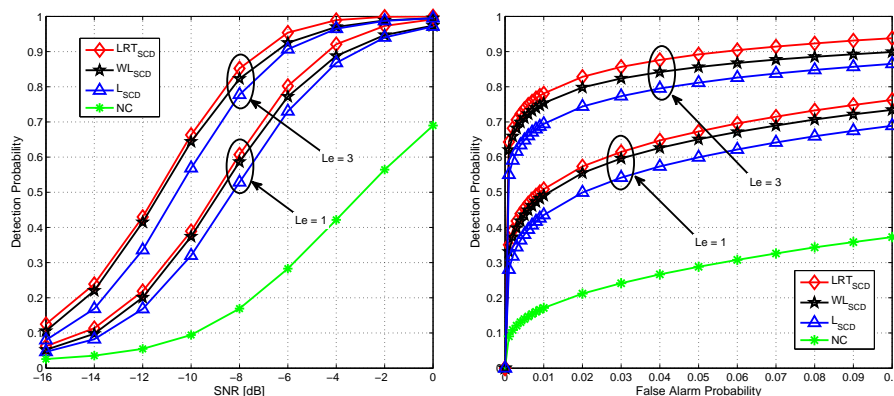 1
0.9
0.8
0.7
0.6
0.5
0.4
0.3
0.2
0.1
0
Detection Probability
LRT_SCD
WL_SCD
L_SCD
NC
Le = 3
Le = 1
−16 −14 −12 −10 −8 −6 −4 −2 0
SNR [dB]
1
0.9
0.8
0.7
0.6
0.5
0.4
0.3
0.2
0.1
0
Detection Probability
Le = 3
Le = 1
LRT_SCD
WL_SCD
L_SCD
NC
0 0.01 0.02 0.03 0.04 0.05 0.06 0.07 0.08 0.09 0.
False Alarm Probability